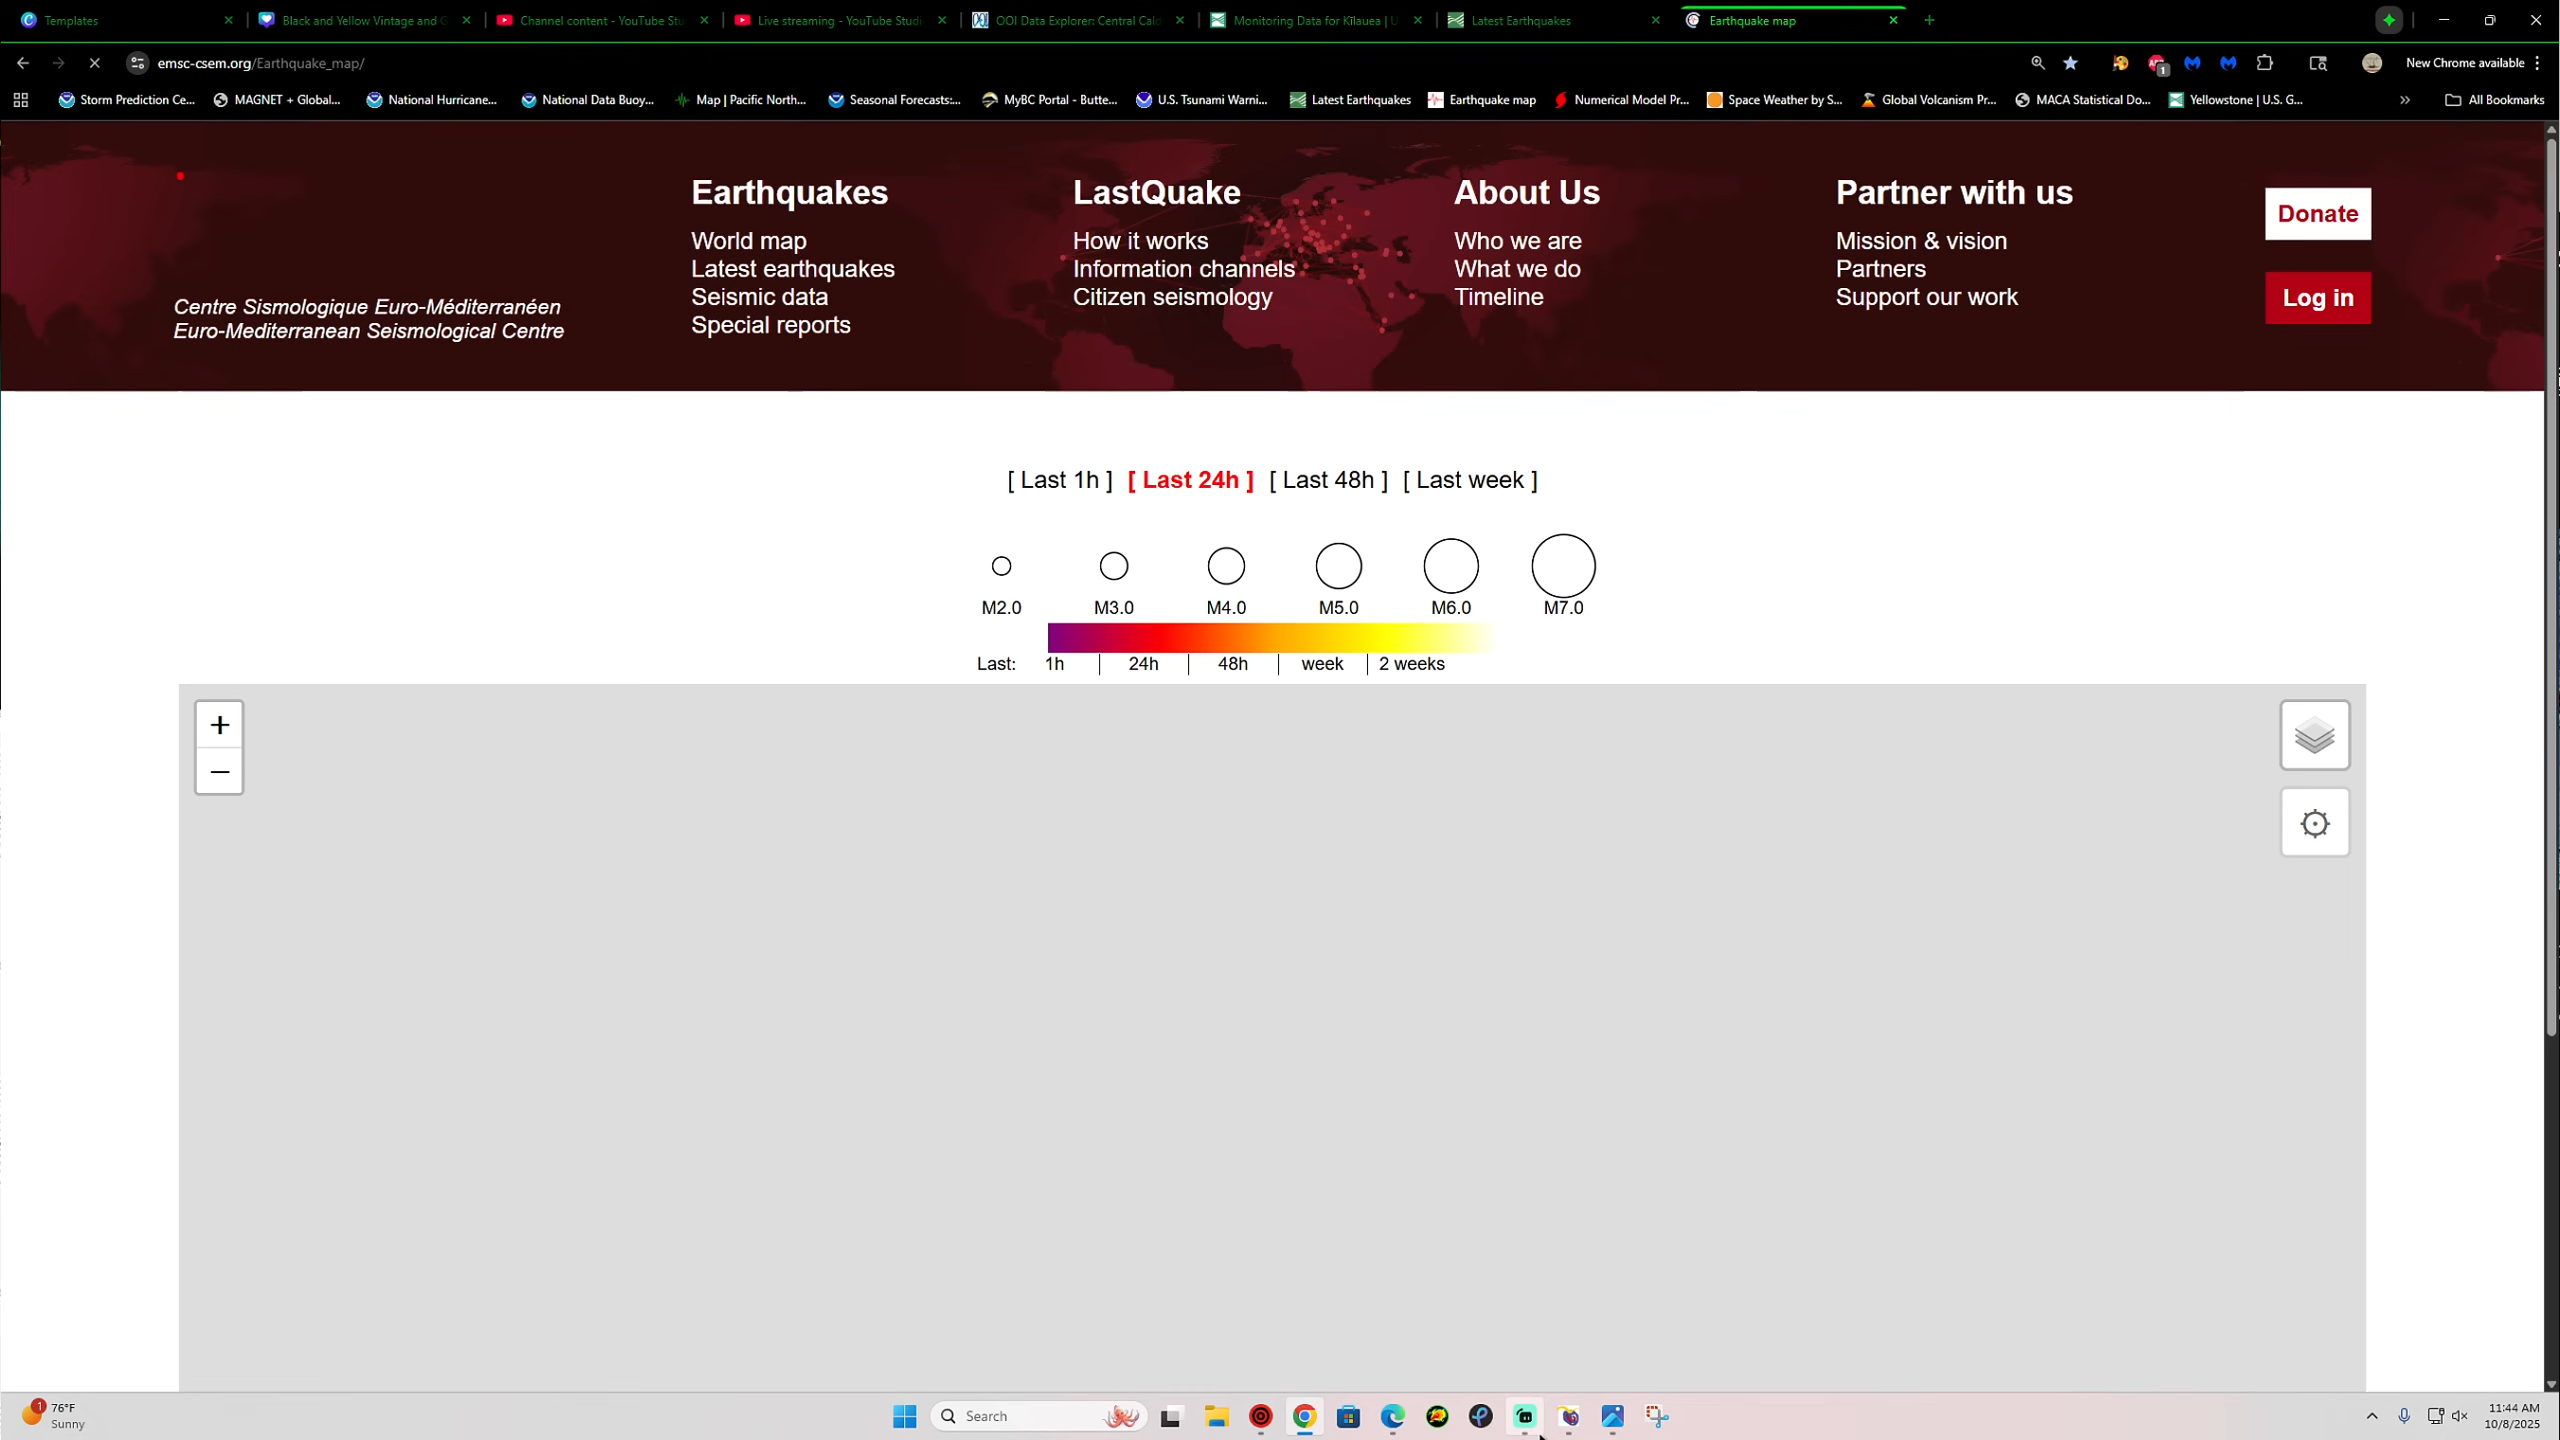 Templates
Black and Yellow Vintage and G
Channel content - YouTube Stu
Live streaming - YouTube Studi
OOI Data Explorer: Central Cald
Monitoring Data for Kīlauea | U
Latest Earthquakes
Earthquake map
emsc-csem.org/Earthquake_map/
1
New Chrome available
Storm Prediction Ce...
MAGNET + Global...
National Hurricane...
National Data Buoy...
Map | Pacific North...
Seasonal Forecasts:...
MyBC Portal - Butte...
U.S. Tsunami Warni...
Latest Earthquakes
Earthquake map
Numerical Model Pr...
Space Weather by S...
Global Volcanism Pr...
MACA Statistical Do...
Yellowstone | U.S. G...
All Bookmarks
Centre Sismologique Euro-Méditerranéen
Euro-Mediterranean Seismological Centre
Earthquakes
World map
Latest earthquakes
Seismic data
Special reports
LastQuake
How it works
Information channels
Citizen seismology
About Us
Who we are
What we do
Timeline
Partner with us
Mission & vision
Partners
Support our work
Donate
Log in
[ Last 1h ] [ Last 24h ] [ Last 48h ] [ Last week ]
M2.0 M3.0 M4.0 M5.0 M6.0 M7.0
Last: 1h 24h 48h week 2 weeks
+
−
1
76°F
Sunny
Search
11:44 AM
10/8/2025